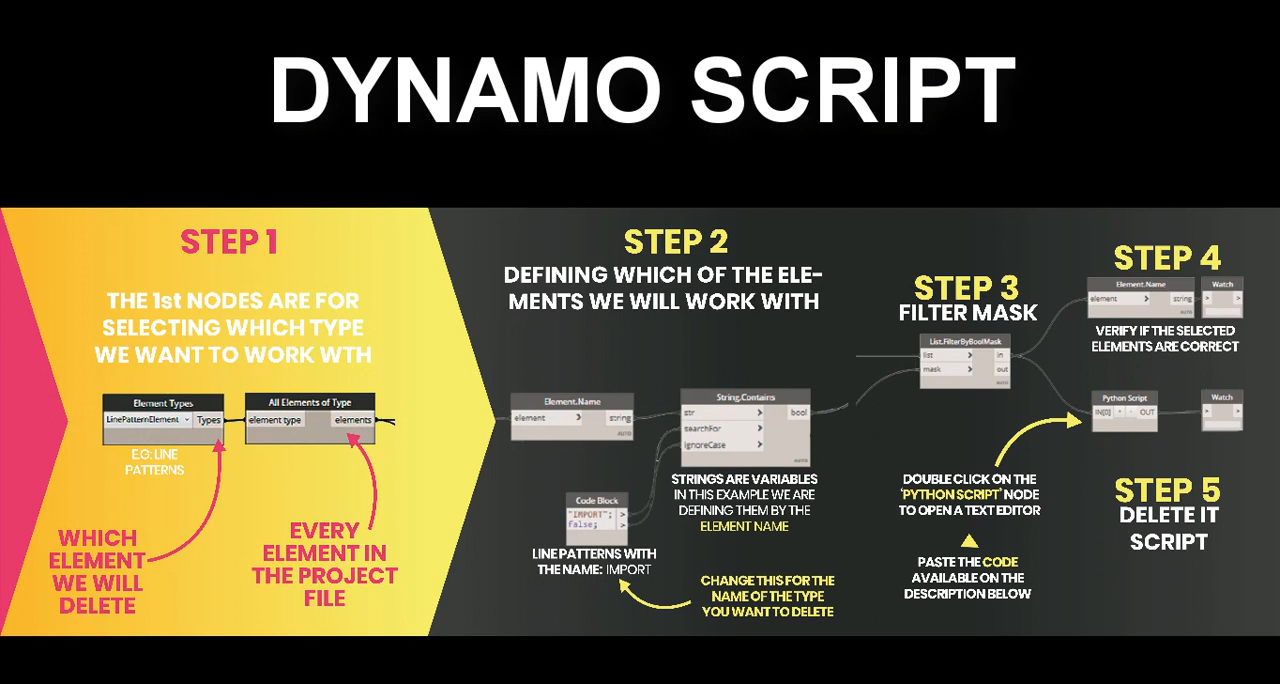 DYNAMO SCRIPT
STEP 1
THE 1st NODES ARE FOR
SELECTING WHICH TYPE
WE WANT TO WORK WTH
Element Types
LinePatternElement
Types
All Elements of Type
element type
elements
E.G: LINE
PATTERNS
WHICH
ELEMENT
WE WILL
DELETE
EVERY
ELEMENT IN
THE PROJECT
FILE
STEP 2
DEFINING WHICH OF THE ELE-
MENTS WE WILL WORK WITH
Element.Name
element > string
AUTO
String.Contains
str > bool
searchFor >
ignoreCase >
AUTO
Code Block
"IMPORT"; >
false; >
STRINGS ARE VARIABLES
IN THIS EXAMPLE WE ARE
DEFINING THEM BY THE
ELEMENT NAME
LINE PATTERNS WITH
THE NAME: IMPORT
CHANGE THIS FOR THE
NAME OF THE TYPE
YOU WANT TO DELETE
STEP 3
FILTER MASK
List.FilterByBoolMask
list > in
mask > out
AUTO
DOUBLE CLICK ON THE
'PYTHON SCRIPT' NODE
TO OPEN A TEXT EDITOR
PASTE THE CODE
AVAILABLE ON THE
DESCRIPTION BELOW
STEP 4
Element.Name
element > string
AUTO
Watch
> >
VERIFY IF THE SELECTED
ELEMENTS ARE CORRECT
Python Script
IN[0] + - OUT
AUTO
Watch
> >
STEP 5
DELETE IT
SCRIPT